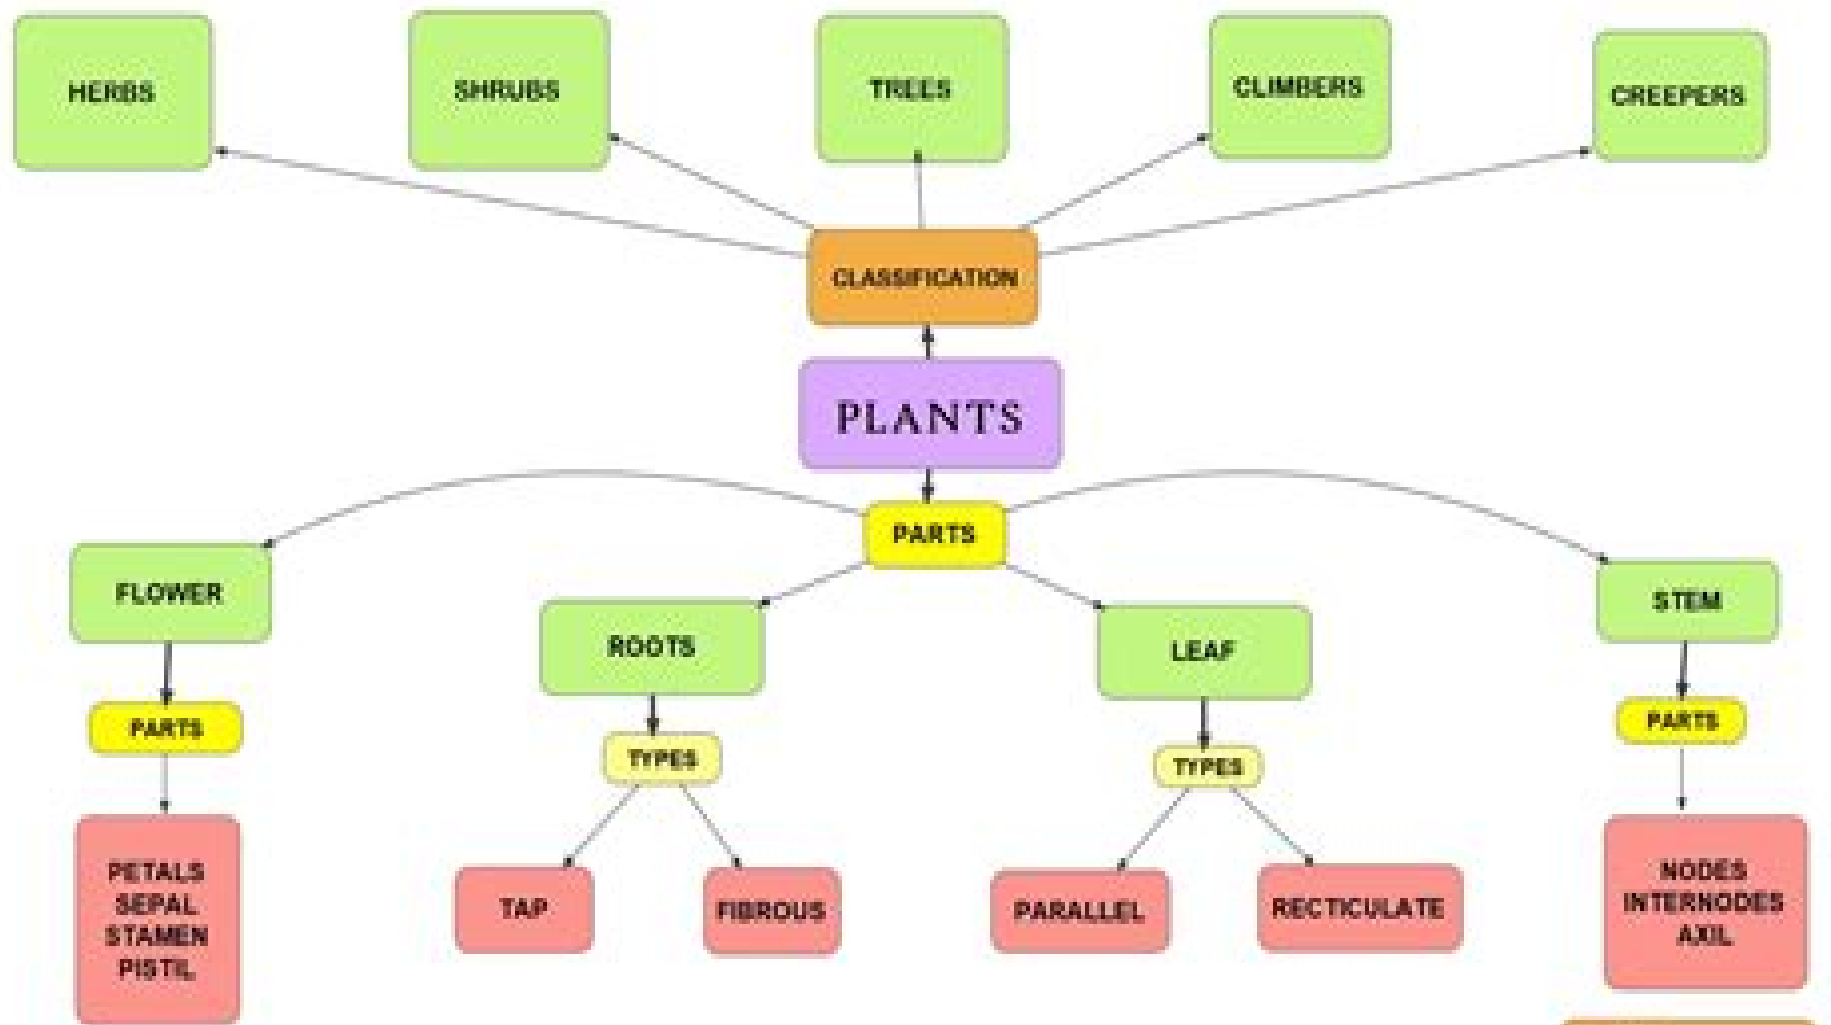 HERBS
SHRUBS
TREES
CLIMBERS
CREEPERS
CLASSIFICATION
PLANTS
PARTS
FLOWER
ROOTS
LEAF
STEM
PARTS
TYPES
TYPES
PARTS
PETALS
SEPAL
STAMEN
PISTIL
TAP
FIBROUS
PARALLEL
RECTICULATE
NODES
INTERNODES
AXIL